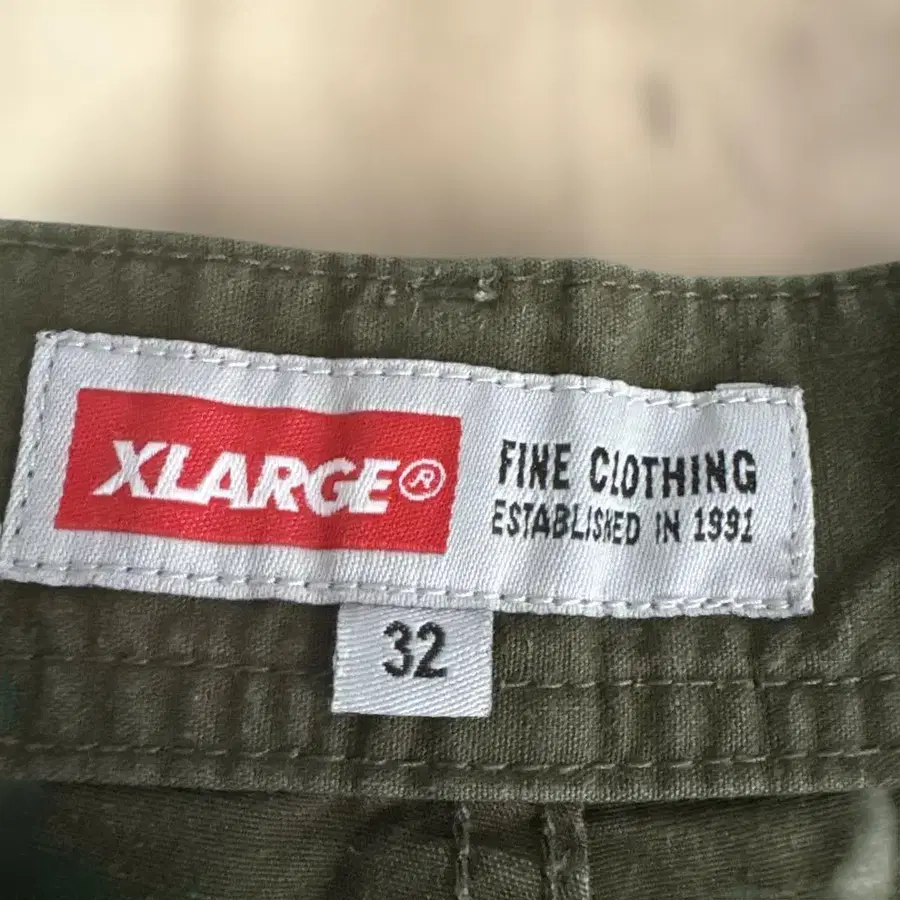 XLARGE®
FINE CLOTHING
ESTABLISHED IN 1991
32